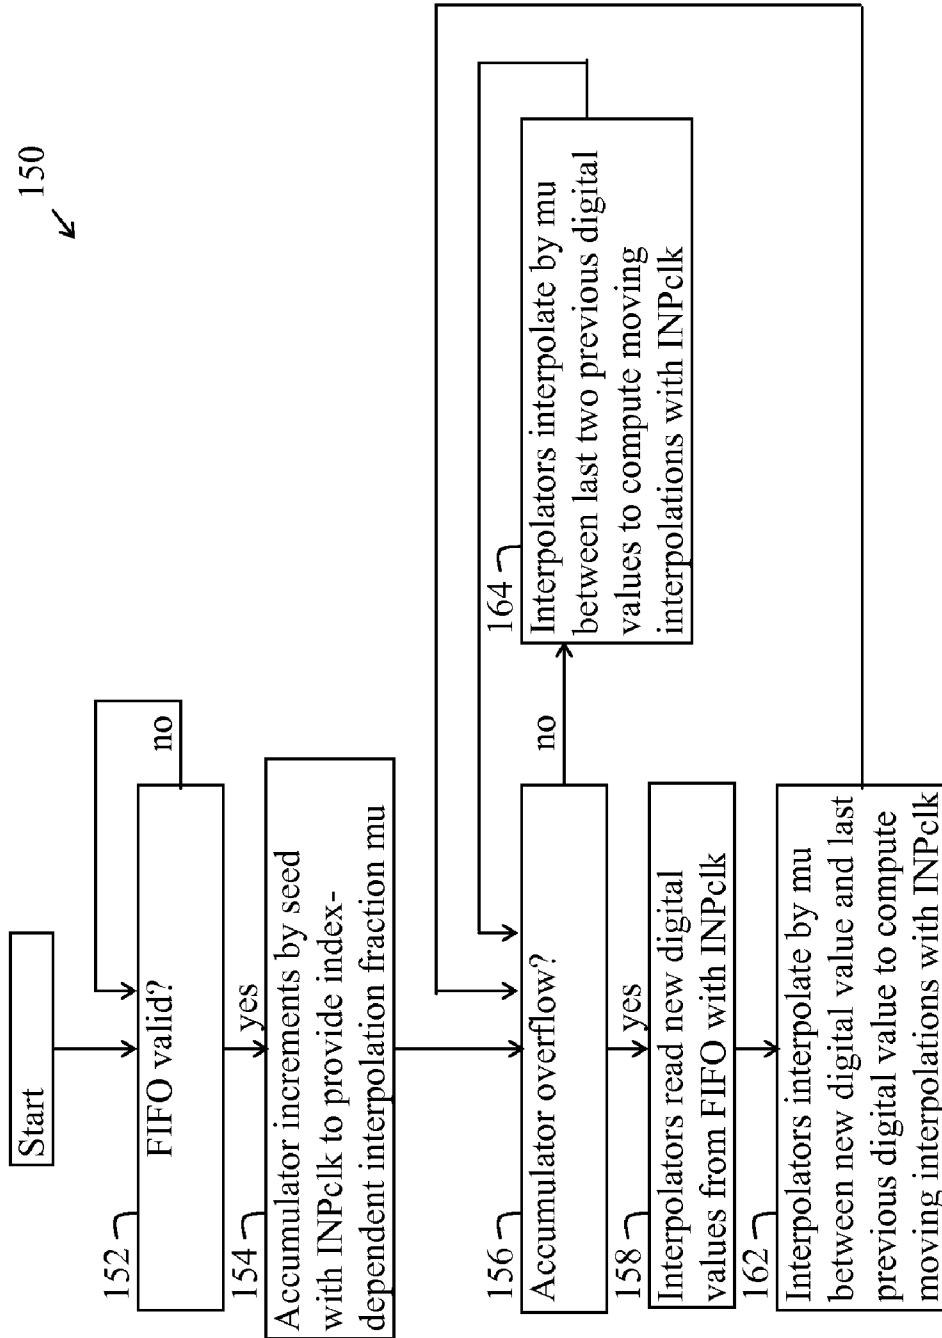 150
Start
152
FIFO valid?
no
yes
154
Accumulator increments by seed
with INPclk to provide index-
dependent interpolation fraction mu
156
Accumulator overflow?
no
164
Interpolators interpolate by mu
between last two previous digital
values to compute moving
interpolations with INPclk
yes
158
Interpolators read new digital
values from FIFO with INPclk
162
Interpolators interpolate by mu
between new digital value and last
previous digital value to compute
moving interpolations with INPclk